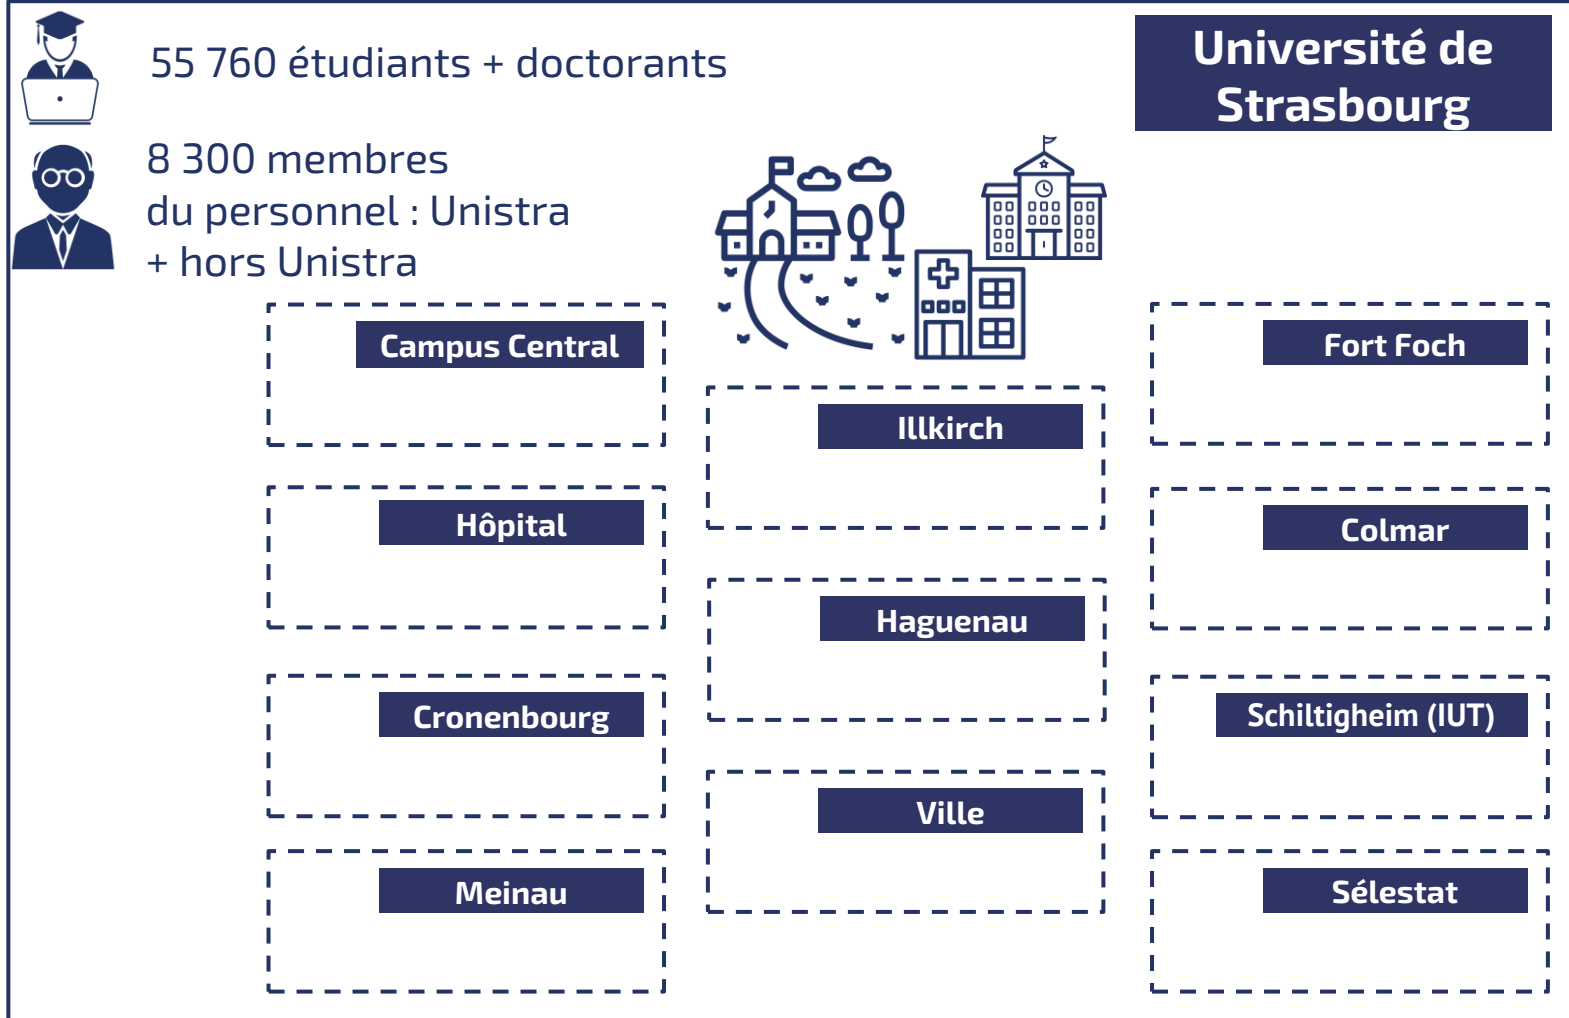 55 760 étudiants + doctorants
Université de
Strasbourg
8 300 membres
du personnel : Unistra
+ hors Unistra
Campus Central
Hôpital
Cronenbourg
Meinau
Illkirch
Haguenau
Ville
Fort Foch
Colmar
Schiltigheim (IUT)
Sélestat